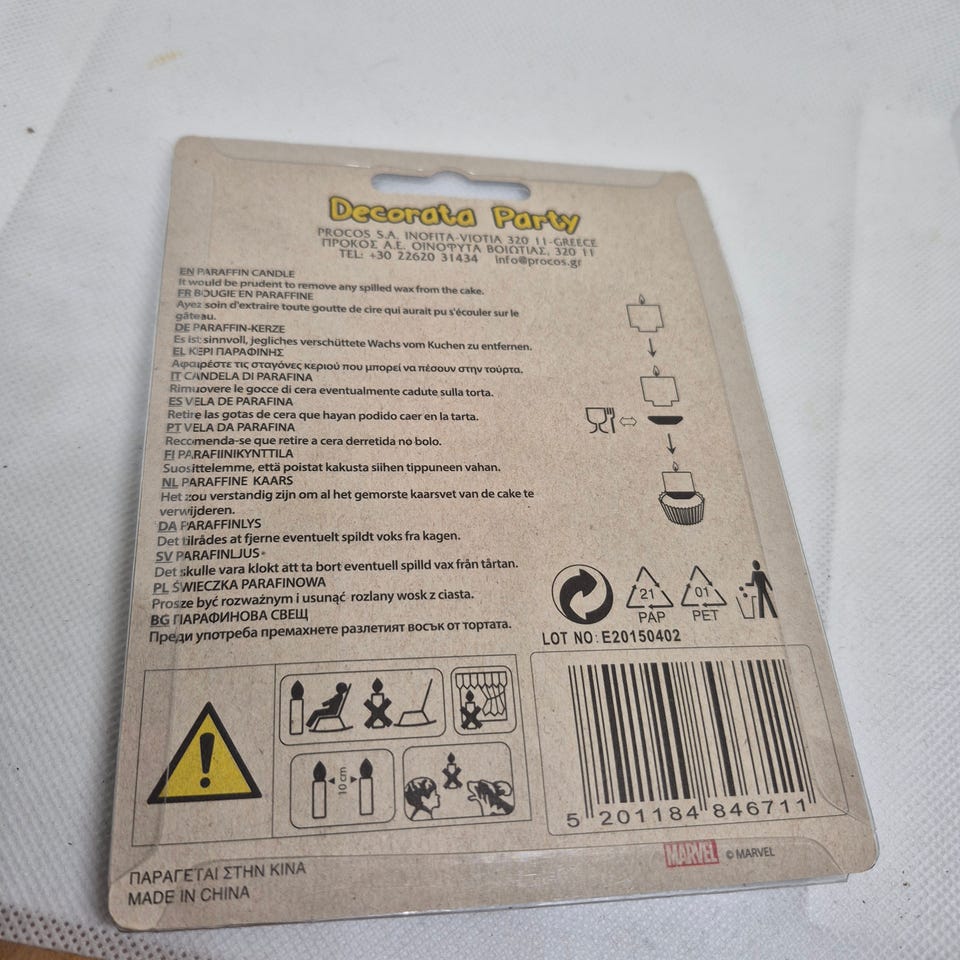 Decorata Party
PROCOS S.A. INOFITA-VIOTIA 320 11-GREECE
ΠΡΟΚΟΣ Α.Ε. ΟΙΝΟΦΥΤΑ ΒΟΙΩΤΙΑΣ, 320 11
TEL: +30 22620 31434 info@procos.gr
EN PARAFFIN CANDLE
It would be prudent to remove any spilled wax from the cake.
FR BOUGIE EN PARAFFINE
Ayez soin d'extraire toute goutte de cire qui aurait pu s'écouler sur le
gâteau.
DE PARAFFIN-KERZE
Es ist sinnvoll, jegliches verschüttete Wachs vom Kuchen zu entfernen.
EL ΚΕΡΙ ΠΑΡΑΦΙΝΗΣ
Αφαιρέστε τις σταγόνες κεριού που μπορεί να πέσουν στην τούρτα.
IT CANDELA DI PARAFINA
Rimuovere le gocce di cera eventualmente cadute sulla torta.
ES VELA DE PARAFINA
Retire las gotas de cera que hayan podido caer en la tarta.
PT VELA DA PARAFINA
Recomenda-se que retire a cera derretida no bolo.
FI PARAFIINIKYNTTILA
Suosittelemme, että poistat kakusta siihen tippuneen vahan.
NL PARAFFINE KAARS
Het zou verstandig zijn om al het gemorste kaarsvet van de cake te
verwijderen.
DA PARAFFINLYS
Det tilrådes at fjerne eventuelt spildt voks fra kagen.
SV PARAFINLJUS
Det skulle vara klokt att ta bort eventuell spilld vax från tårtan.
PL ŚWIECZKA PARAFINOWA
Prosze być rozważnym i usunąć rozlany wosk z ciasta.
BG ПАРАФИНОВА СВЕЩ
Преди употреба премахнете разлетият восък от тортата.
21
PAP
01
PET
LOT NO: E20150402
10 cm
5 201184 846711
MARVEL © MARVEL
ΠΑΡΑΓΕΤΑΙ ΣΤΗΝ ΚΙΝΑ
MADE IN CHINA